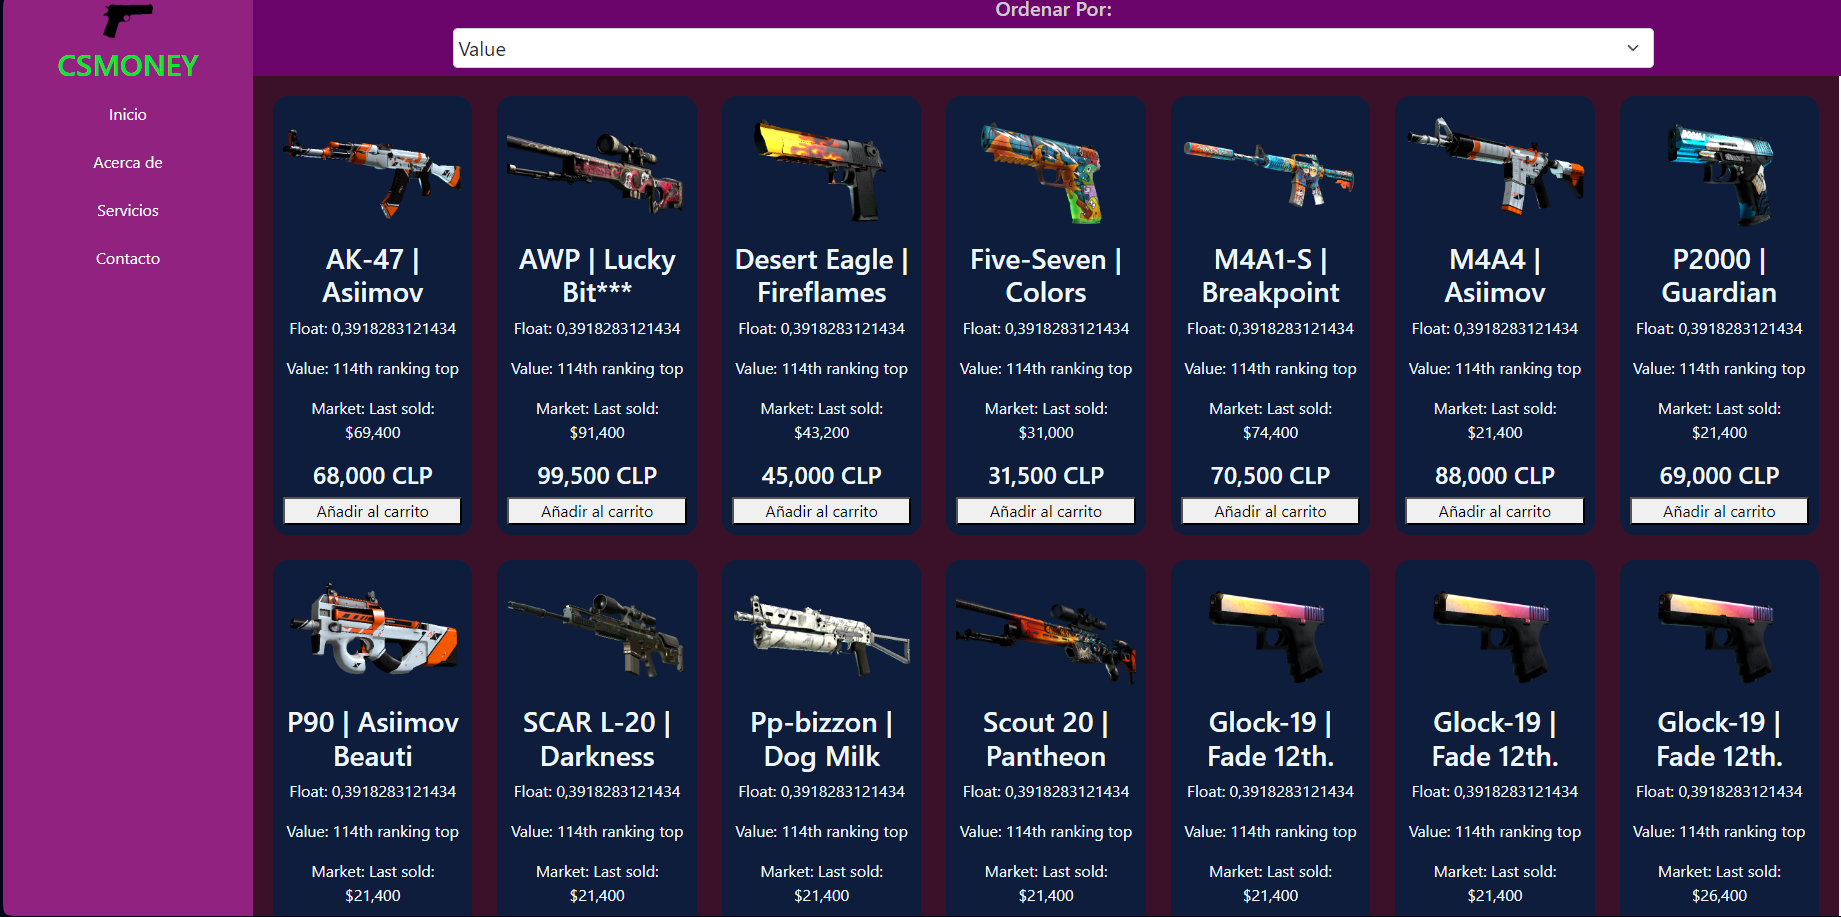 CSMONEY
Inicio
Acerca de
Servicios
Contacto
Ordenar Por:
Value
AK-47 |
Asiimov
Float: 0,3918283121434
Value: 114th ranking top
Market: Last sold:
$69,400
68,000 CLP
Añadir al carrito
AWP | Lucky
Bit***
Float: 0,3918283121434
Value: 114th ranking top
Market: Last sold:
$91,400
99,500 CLP
Añadir al carrito
Desert Eagle |
Fireflames
Float: 0,3918283121434
Value: 114th ranking top
Market: Last sold:
$43,200
45,000 CLP
Añadir al carrito
Five-Seven |
Colors
Float: 0,3918283121434
Value: 114th ranking top
Market: Last sold:
$31,000
31,500 CLP
Añadir al carrito
M4A1-S |
Breakpoint
Float: 0,3918283121434
Value: 114th ranking top
Market: Last sold:
$74,400
70,500 CLP
Añadir al carrito
M4A4 |
Asiimov
Float: 0,3918283121434
Value: 114th ranking top
Market: Last sold:
$21,400
88,000 CLP
Añadir al carrito
P2000 |
Guardian
Float: 0,3918283121434
Value: 114th ranking top
Market: Last sold:
$21,400
69,000 CLP
Añadir al carrito
P90 | Asiimov
Beauti
Float: 0,3918283121434
Value: 114th ranking top
Market: Last sold:
$21,400
SCAR L-20 |
Darkness
Float: 0,3918283121434
Value: 114th ranking top
Market: Last sold:
$21,400
Pp-bizzon |
Dog Milk
Float: 0,3918283121434
Value: 114th ranking top
Market: Last sold:
$21,400
Scout 20 |
Pantheon
Float: 0,3918283121434
Value: 114th ranking top
Market: Last sold:
$21,400
Glock-19 |
Fade 12th.
Float: 0,3918283121434
Value: 114th ranking top
Market: Last sold:
$21,400
Glock-19 |
Fade 12th.
Float: 0,3918283121434
Value: 114th ranking top
Market: Last sold:
$21,400
Glock-19 |
Fade 12th.
Float: 0,3918283121434
Value: 114th ranking top
Market: Last sold:
$26,400